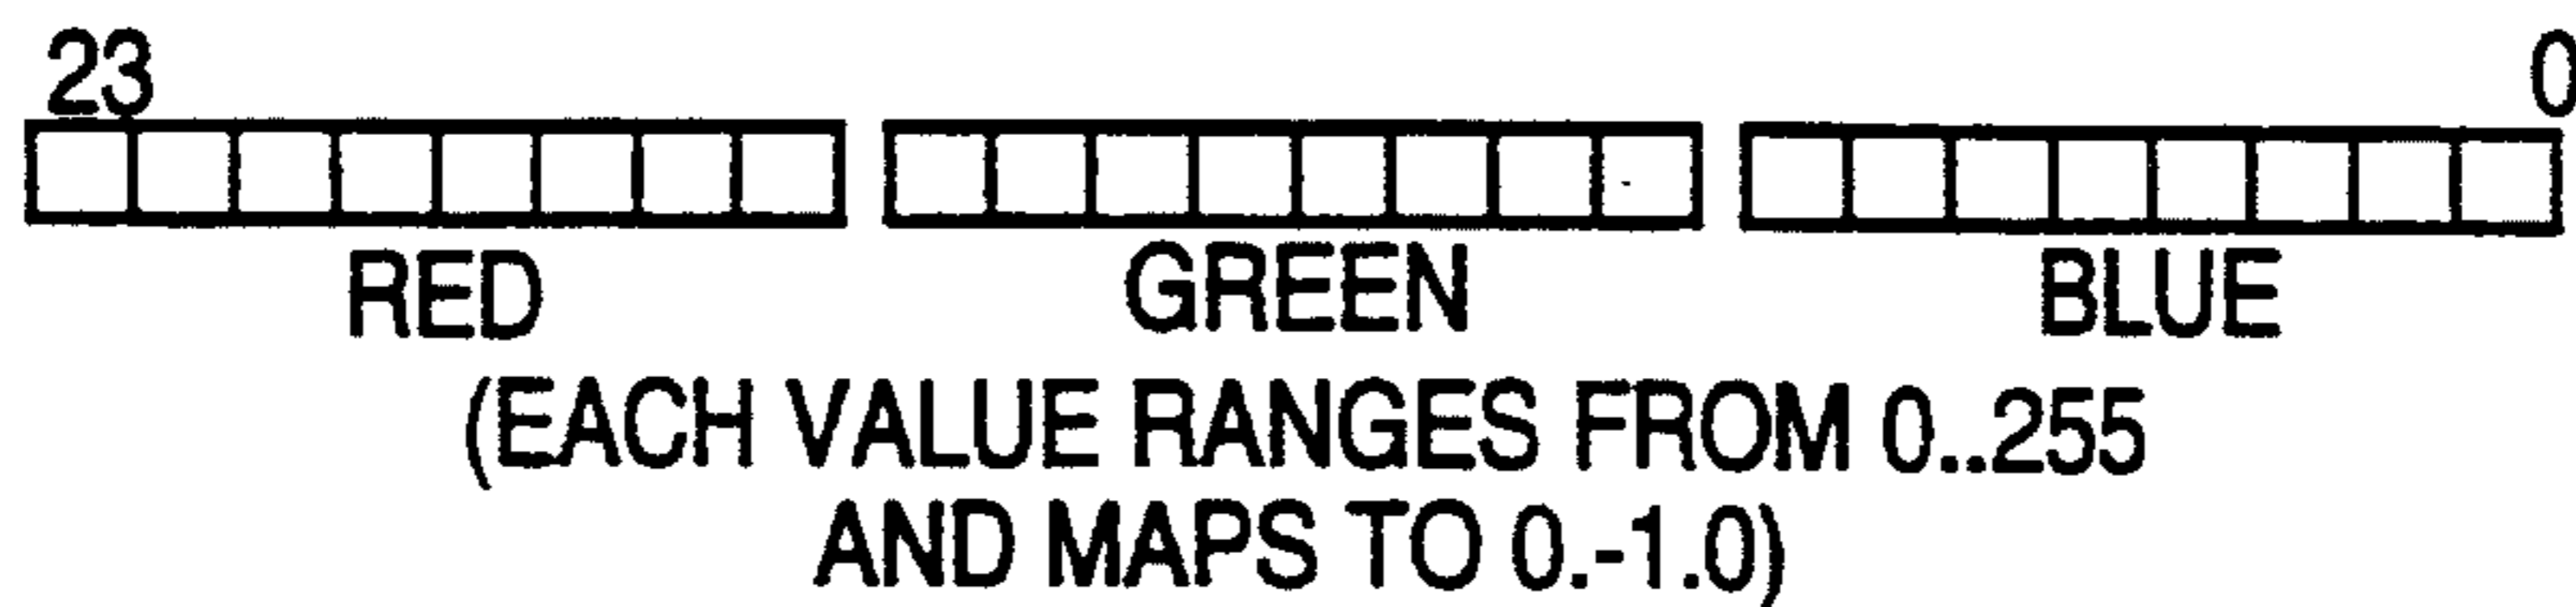 23 0
RED GREEN BLUE
(EACH VALUE RANGES FROM 0..255
AND MAPS TO 0.-1.0)